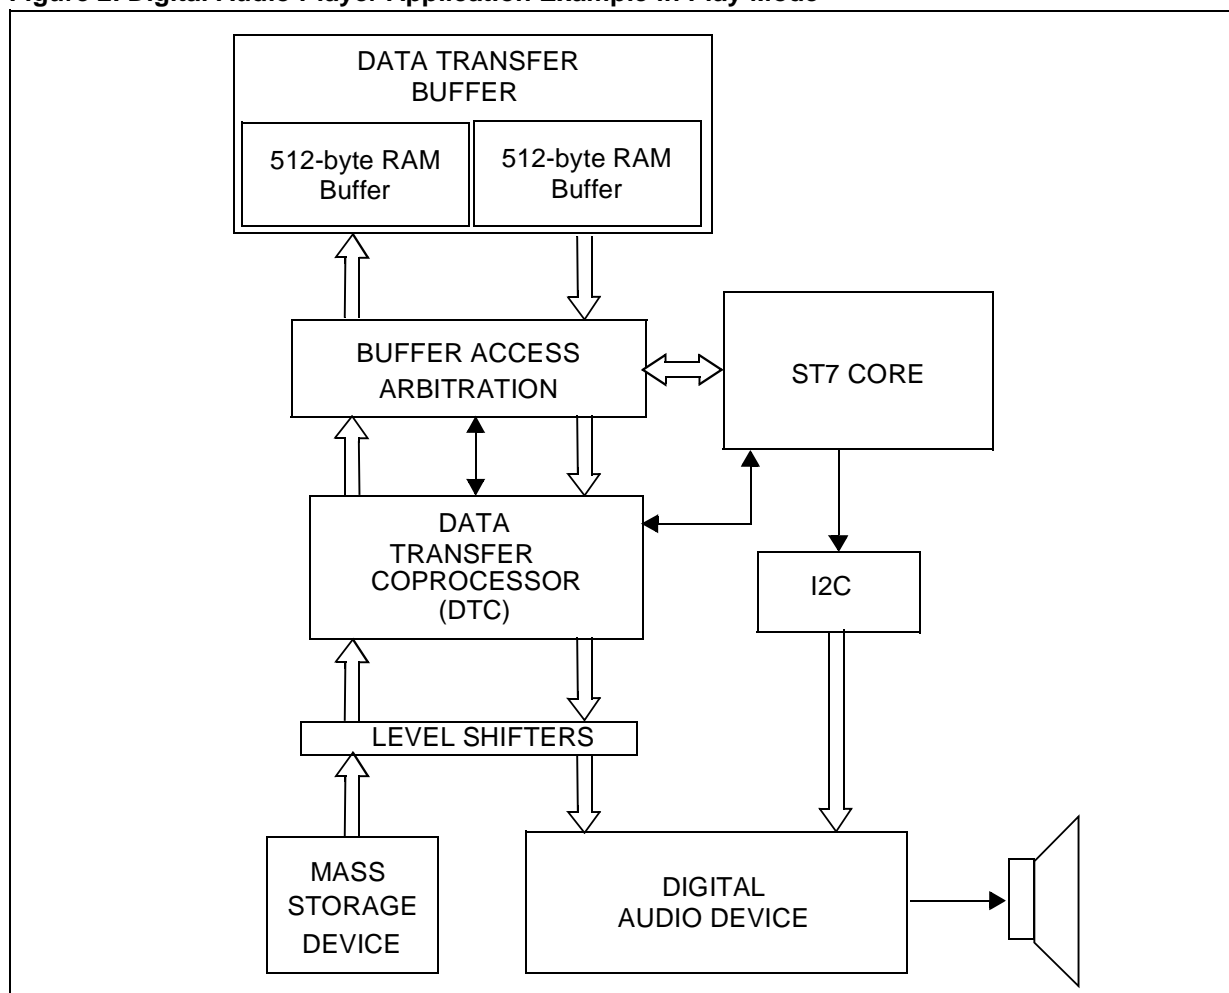 Figure 2. Digital Audio Player Application Example in Play Mode
DATA TRANSFER
BUFFER
512-byte RAM
Buffer
512-byte RAM
Buffer
BUFFER ACCESS
ARBITRATION
ST7 CORE
DATA
TRANSFER
COPROCESSOR
(DTC)
I2C
LEVEL SHIFTERS
MASS
STORAGE
DEVICE
DIGITAL
AUDIO DEVICE